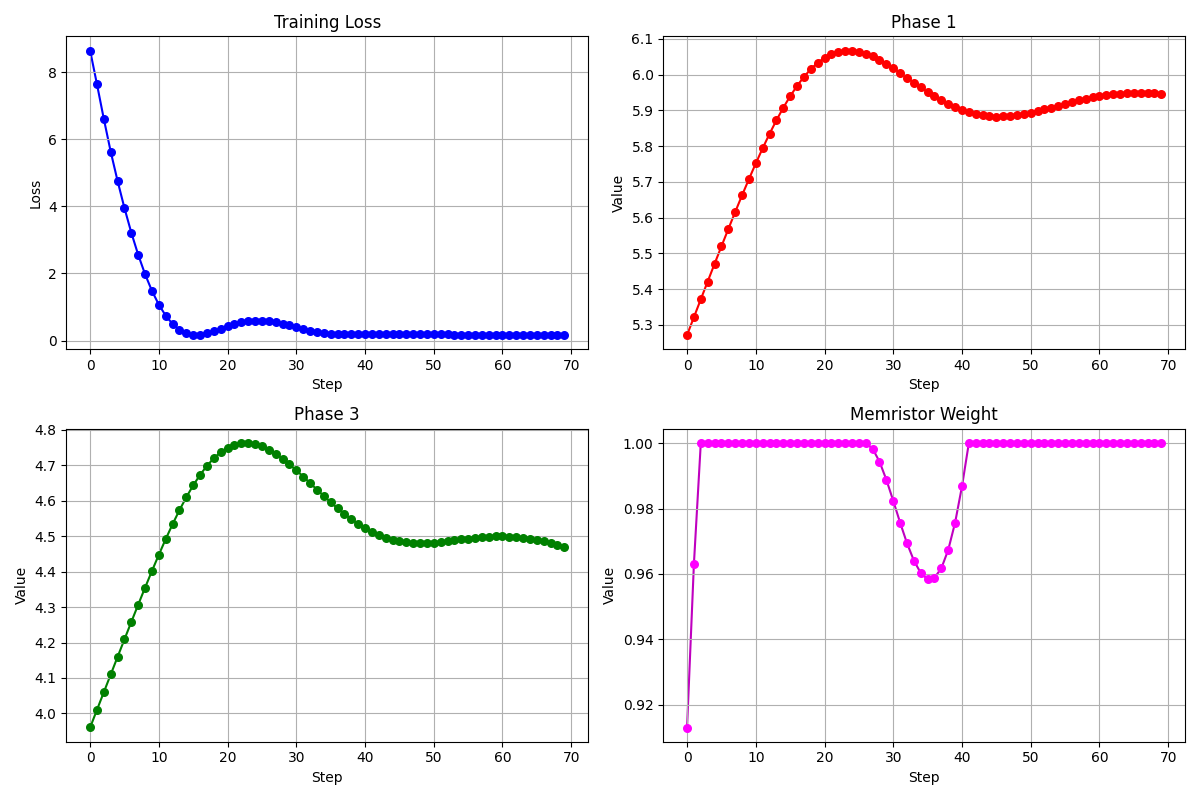 Training Loss
Loss
8
6
4
2
0
0 10 20 30 40 50 60 70
Step
Phase 1
Value
6.1
6.0
5.9
5.8
5.7
5.6
5.5
5.4
5.3
0 10 20 30 40 50 60 70
Step
Phase 3
Value
4.8
4.7
4.6
4.5
4.4
4.3
4.2
4.1
4.0
0 10 20 30 40 50 60 70
Step
Memristor Weight
Value
1.00
0.98
0.96
0.94
0.92
0 10 20 30 40 50 60 70
Step